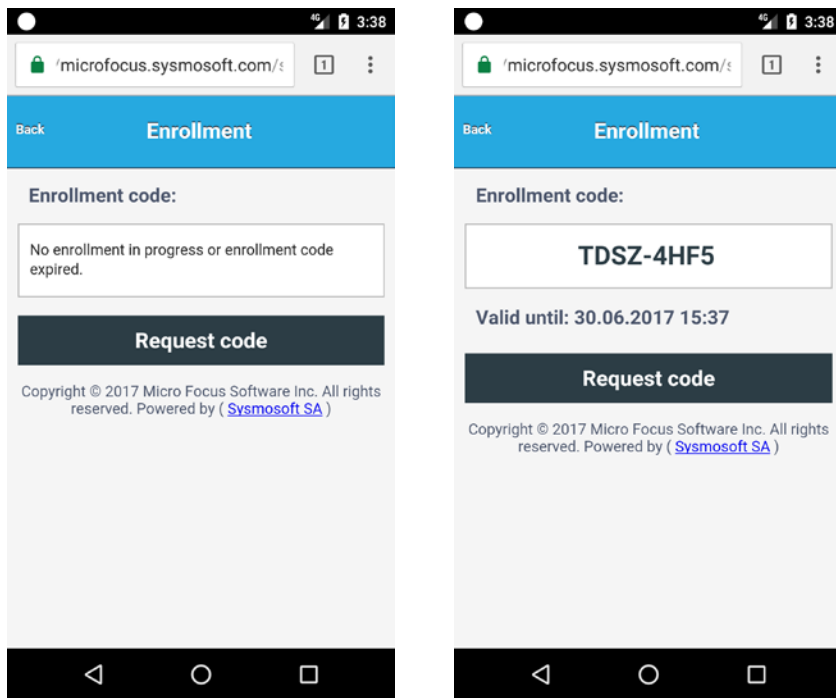 4G 3:38
/microfocus.sysmosoft.com/s
1
Back Enrollment
Enrollment code:
No enrollment in progress or enrollment code
expired.
Request code
Copyright © 2017 Micro Focus Software Inc. All rights
reserved. Powered by ( Sysmosoft SA )
4G 3:38
/microfocus.sysmosoft.com/s
1
Back Enrollment
Enrollment code:
TDSZ-4HF5
Valid until: 30.06.2017 15:37
Request code
Copyright © 2017 Micro Focus Software Inc. All rights
reserved. Powered by ( Sysmosoft SA )